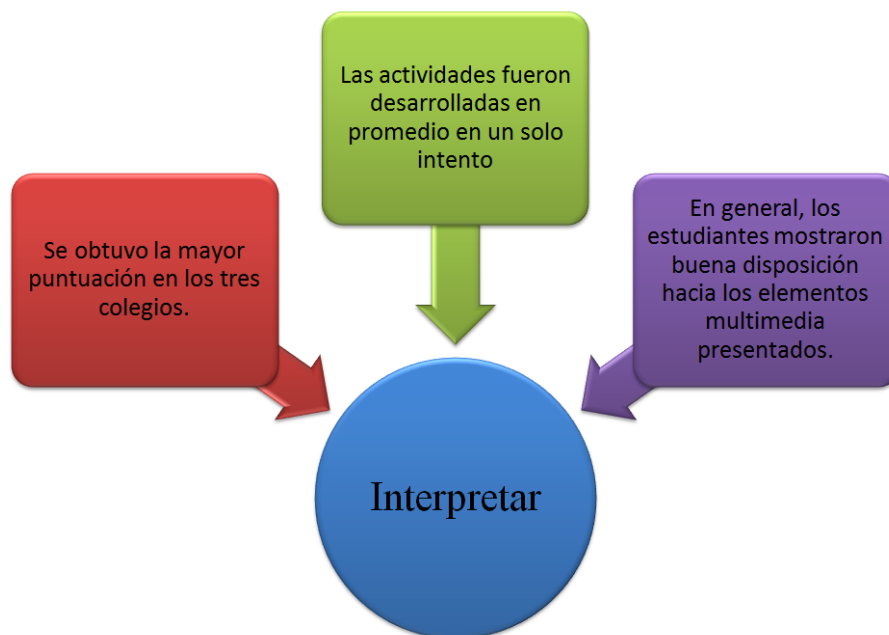 Las actividades fueron
desarrolladas en
promedio en un solo
intento
Se obtuvo la mayor
puntuación en los tres
colegios.
En general, los
estudiantes mostraron
buena disposición
hacia los elementos
multimedia
presentados.
Interpretar